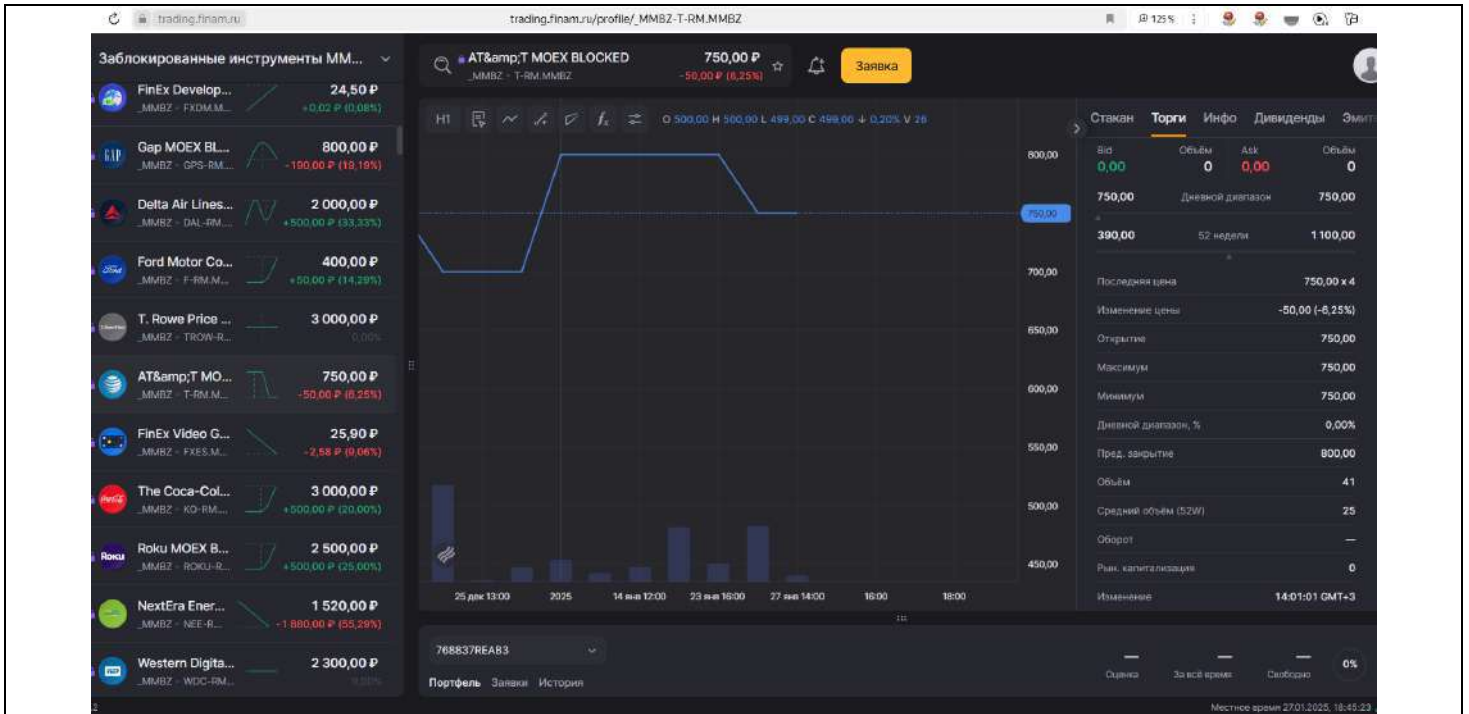 trading.finam.ru
trading.finam.ru/profile/_MMBZ-T-RM.MMBZ
125 %
Заблокированные инструменты ММ...
FinEx Develop... 24,50 ₽
_MMBZ · FXDM.M... +0,02 ₽ (0,08%)
GAP
Gap MOEX BL... 800,00 ₽
_MMBZ · GPS-RM.... -190,00 ₽ (19,19%)
Delta Air Lines... 2 000,00 ₽
_MMBZ · DAL-RM.... +500,00 ₽ (33,33%)
Ford
Ford Motor Co... 400,00 ₽
_MMBZ · F-RM.M... +50,00 ₽ (14,29%)
T. Rowe Price ... 3 000,00 ₽
_MMBZ · TROW-R... 0,00%
AT&amp;T MO... 750,00 ₽
_MMBZ · T-RM.M... -50,00 ₽ (6,25%)
FinEx Video G... 25,90 ₽
_MMBZ · FXES.M... -2,58 ₽ (9,06%)
The Coca-Col... 3 000,00 ₽
_MMBZ · KO-RM.... +500,00 ₽ (20,00%)
Roku
Roku MOEX B... 2 500,00 ₽
_MMBZ · ROKU-R... +500,00 ₽ (25,00%)
NextEra Ener... 1 520,00 ₽
_MMBZ · NEE-R... -1 880,00 ₽ (55,29%)
Western Digita... 2 300,00 ₽
_MMBZ · WDC-RM... 0,00%
AT&amp;T MOEX BLOCKED 750,00 ₽
_MMBZ · T-RM.MMBZ -50,00 ₽ (6,25%)
Заявка
H1
O 500,00 H 500,00 L 499,00 C 499,00 ↓ 0,20% V 26
800,00
750,00
700,00
650,00
600,00
550,00
500,00
450,00
25 дек 13:00 2025 14 янв 12:00 23 янв 16:00 27 янв 14:00 16:00 18:00
Стакан Торги Инфо Дивиденды Эмит
Bid Объём Ask Объём
0,00 0 0,00 0
750,00 Дневной диапазон 750,00
390,00 52 недели 1 100,00
Последняя цена 750,00 x 4
Изменение цены -50,00 (-6,25%)
Открытие 750,00
Максимум 750,00
Минимум 750,00
Дневной диапазон, % 0,00%
Пред. закрытие 800,00
Объём 41
Средний объём (52W) 25
Оборот —
Рын. капитализация 0
Изменение 14:01:01 GMT+3
768837REAB3
Портфель Заявки История
— — — 0%
Оценка За всё время Свободно
Местное время 27.01.2025, 18:45:23